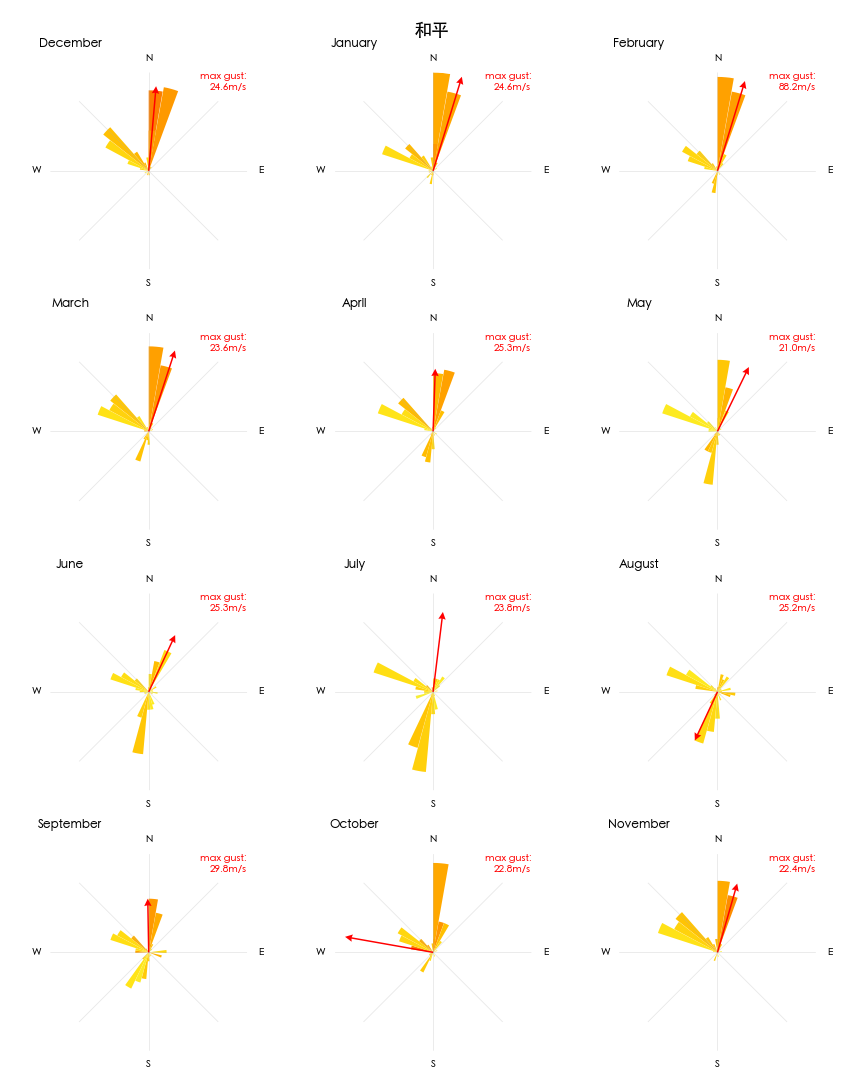 和平
December
January
February
N
N
N
max gust:
24.6m/s
max gust:
24.6m/s
max gust:
88.2m/s
W
E
W
E
W
E
S
S
S
March
April
May
N
N
N
max gust:
23.6m/s
max gust:
25.3m/s
max gust:
21.0m/s
W
E
W
E
W
E
S
S
S
June
July
August
N
N
N
max gust:
25.3m/s
max gust:
23.8m/s
max gust:
25.2m/s
W
E
W
E
W
E
S
S
S
September
October
November
N
N
N
max gust:
29.8m/s
max gust:
22.8m/s
max gust:
22.4m/s
W
E
W
E
W
E
S
S
S